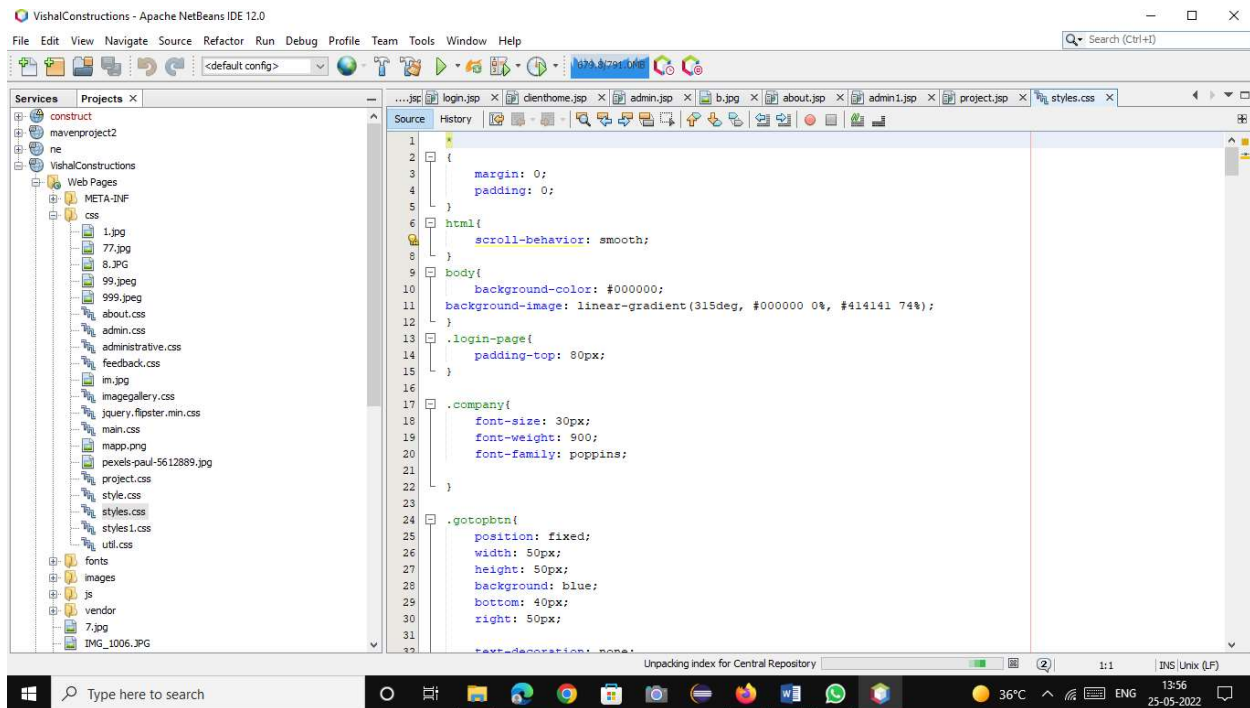 VishalConstructions - Apache NetBeans IDE 12.0
File Edit View Navigate Source Refactor Run Debug Profile Team Tools Window Help
Search (Ctrl+I)
<default config>
Services Projects X
....jsp login.jsp clienthome.jsp admin.jsp b.jpg about.jsp admin1.jsp project.jsp styles.css
Source History
construct
mavenproject2
ne
VishalConstructions
Web Pages
META-INF
css
1.jpg
77.jpg
8.JPG
99.jpeg
999.jpeg
about.css
admin.css
administrative.css
feedback.css
im.jpg
imagegallery.css
jquery.flipster.min.css
main.css
mapp.png
pexels-paul-5612889.jpg
project.css
style.css
styles.css
styles1.css
util.css
fonts
images
js
vendor
7.jpg
IMG_1006.JPG
1 *
2 {
3 margin: 0;
4 padding: 0;
5 }
6 html{
scroll-behavior: smooth;
8 }
9 body{
10 background-color: #000000;
11 background-image: linear-gradient(315deg, #000000 0%, #414141 74%);
12 }
13 .login-page{
14 padding-top: 80px;
15 }
16
17 .company{
18 font-size: 30px;
19 font-weight: 900;
20 font-family: poppins;
21
22 }
23
24 .gotopbtn{
25 position: fixed;
26 width: 50px;
27 height: 50px;
28 background: blue;
29 bottom: 40px;
30 right: 50px;
31
32 text-decoration: none;
Unpacking index for Central Repository
2 1:1 INS Unix (LF)
Type here to search
36°C ENG 13:56
25-05-2022